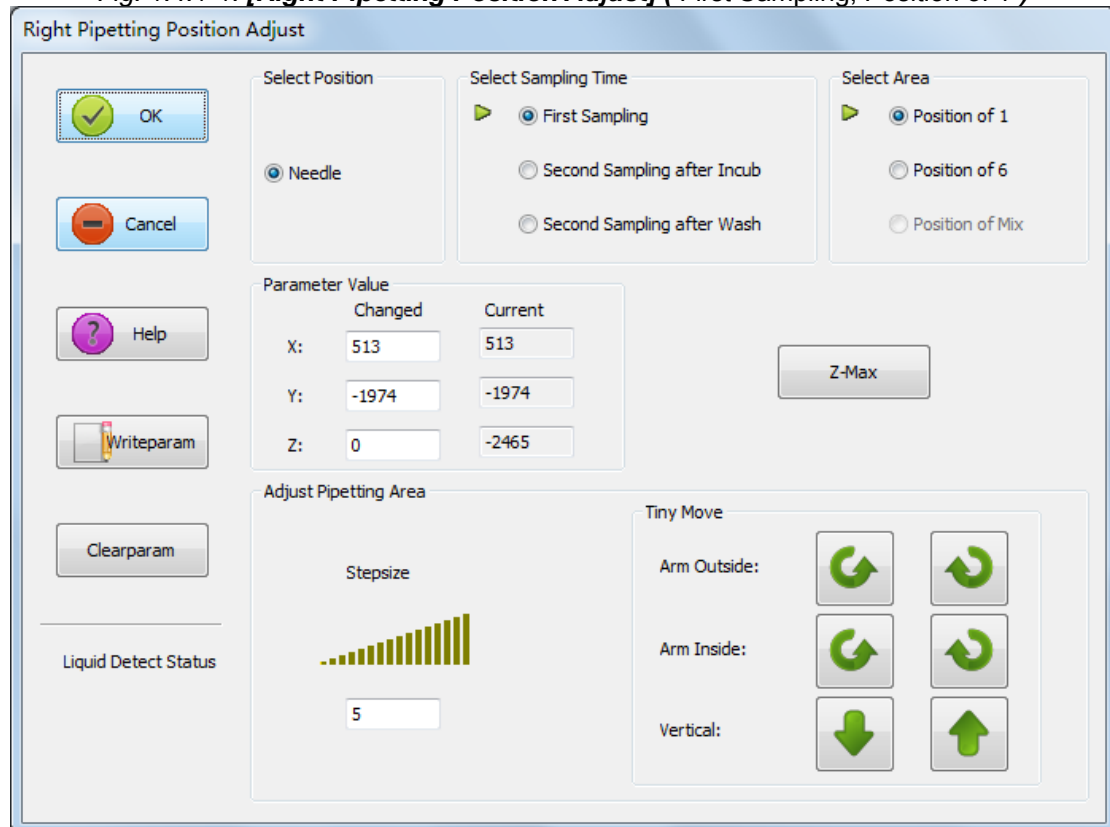 Right Pipetting Position Adjust
OK
Cancel
Help
Writeparam
Clearparam
Liquid Detect Status
Select Position
Needle
Select Sampling Time
First Sampling
Second Sampling after Incub
Second Sampling after Wash
Select Area
Position of 1
Position of 6
Position of Mix
Parameter Value
Changed Current
X: 513 513
Y: -1974 -1974
Z: 0 -2465
Z-Max
Adjust Pipetting Area
Stepsize
5
Tiny Move
Arm Outside:
Arm Inside:
Vertical: